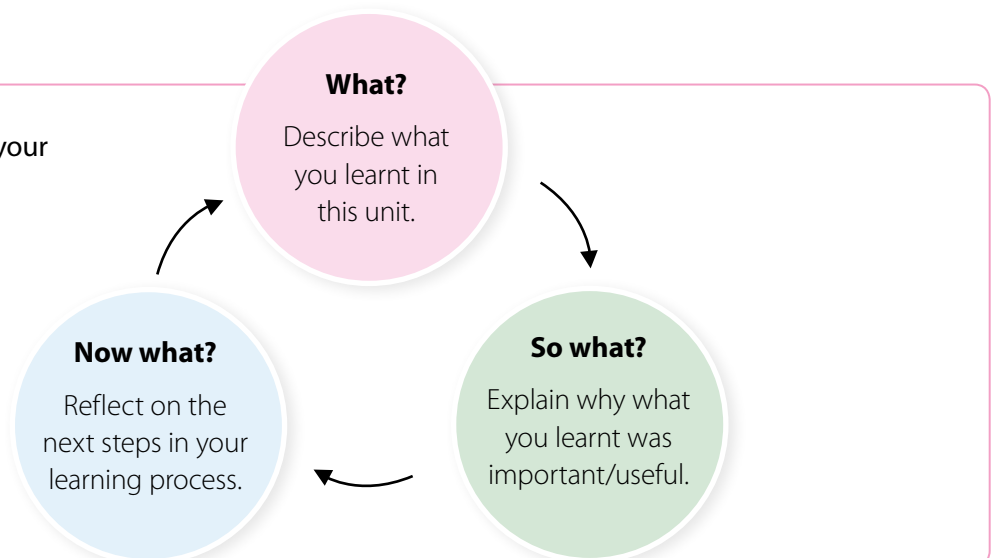 your
What?
Describe what
you learnt in
this unit.
So what?
Explain why what
you learnt was
important/useful.
Now what?
Reflect on the
next steps in your
learning process.